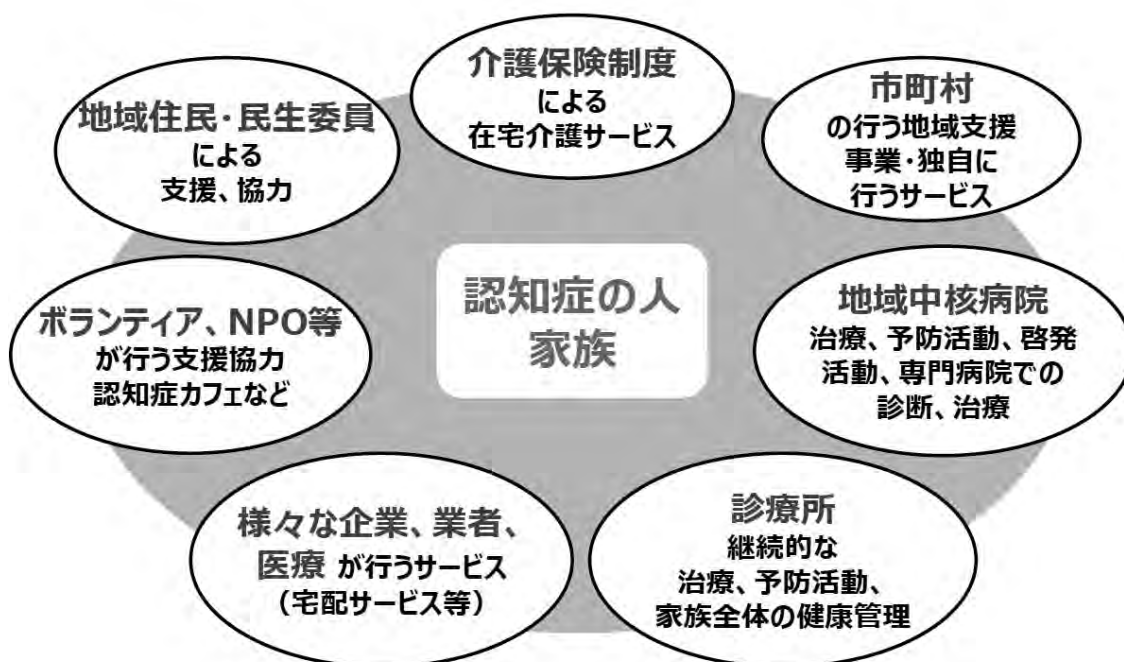 介護保険制度
による
在宅介護サービス
市町村
の行う地域支援
事業・独自に
行うサービス
地域住民・民生委員
による
支援、協力
認知症の人
家族
地域中核病院
治療、予防活動、啓発
活動、専門病院での
診断、治療
ボランティア、NPO等
が行う支援協力
認知症カフェなど
様々な企業、業者、
医療 が行うサービス
（宅配サービス等）
診療所
継続的な
治療、予防活動、
家族全体の健康管理